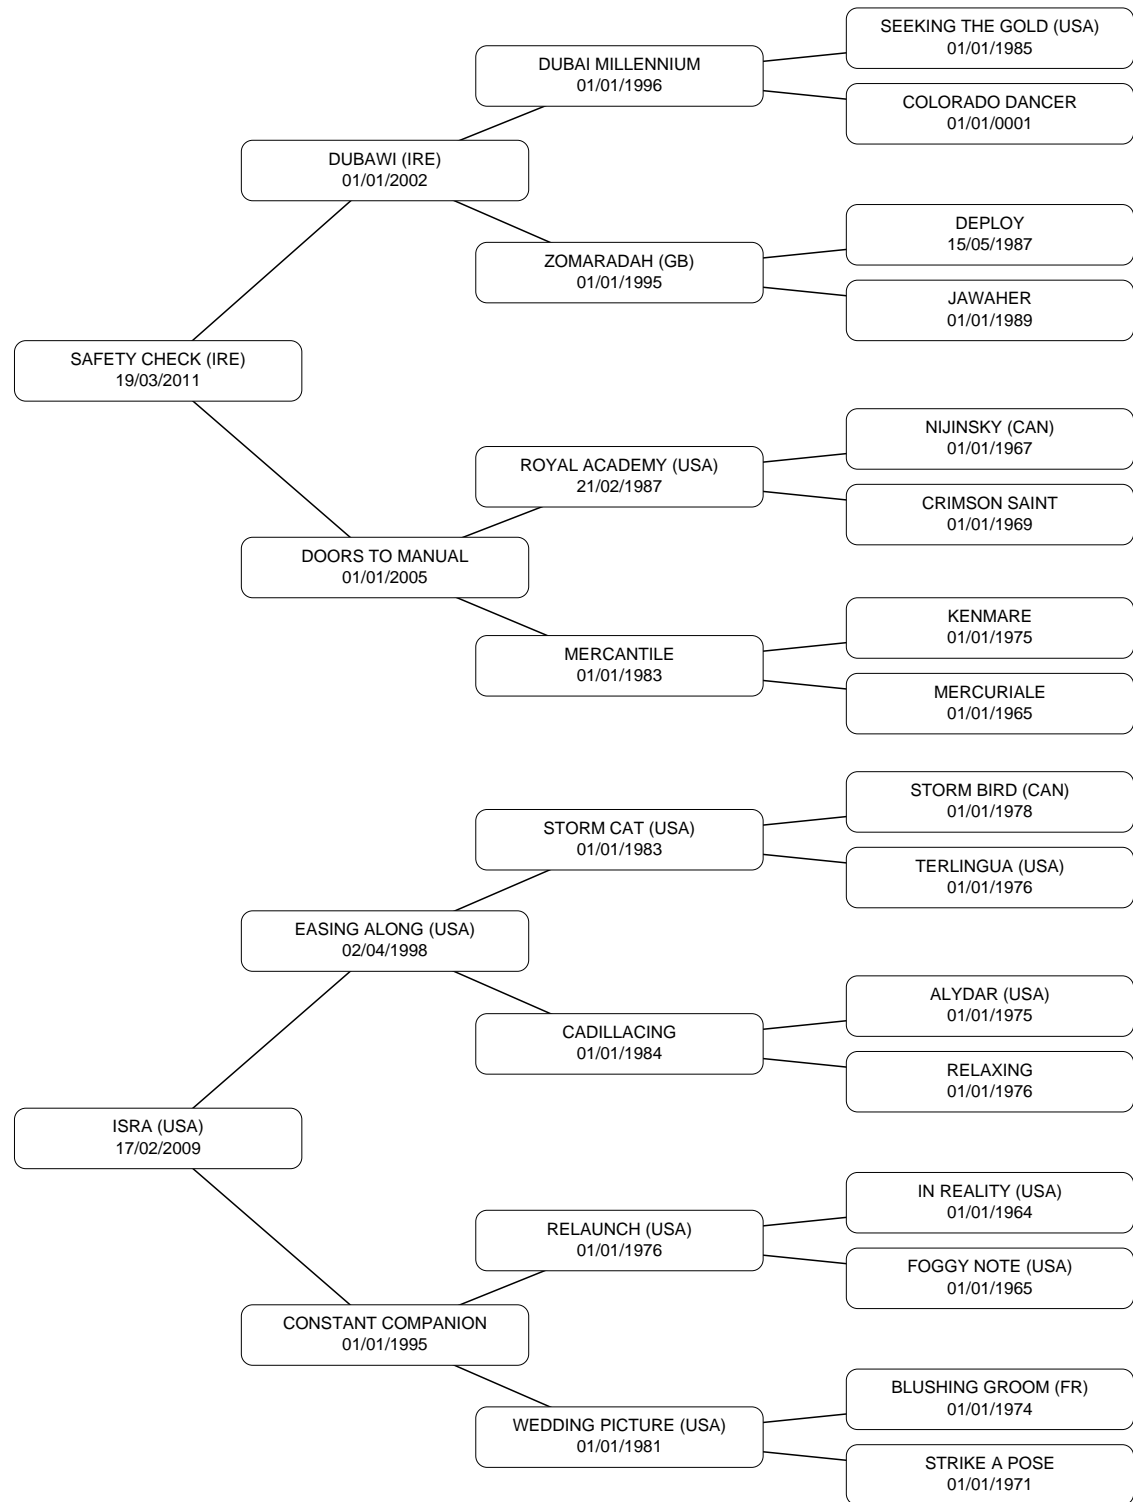 SEEKING THE GOLD (USA)
01/01/1985
DUBAI MILLENNIUM
01/01/1996
COLORADO DANCER
01/01/0001
DUBAWI (IRE)
01/01/2002
DEPLOY
15/05/1987
ZOMARADAH (GB)
01/01/1995
JAWAHER
01/01/1989
SAFETY CHECK (IRE)
19/03/2011
NIJINSKY (CAN)
01/01/1967
ROYAL ACADEMY (USA)
21/02/1987
CRIMSON SAINT
01/01/1969
DOORS TO MANUAL
01/01/2005
KENMARE
01/01/1975
MERCANTILE
01/01/1983
MERCURIALE
01/01/1965
STORM BIRD (CAN)
01/01/1978
STORM CAT (USA)
01/01/1983
TERLINGUA (USA)
01/01/1976
EASING ALONG (USA)
02/04/1998
ALYDAR (USA)
01/01/1975
CADILLACING
01/01/1984
RELAXING
01/01/1976
ISRA (USA)
17/02/2009
IN REALITY (USA)
01/01/1964
RELAUNCH (USA)
01/01/1976
FOGGY NOTE (USA)
01/01/1965
CONSTANT COMPANION
01/01/1995
BLUSHING GROOM (FR)
01/01/1974
WEDDING PICTURE (USA)
01/01/1981
STRIKE A POSE
01/01/1971